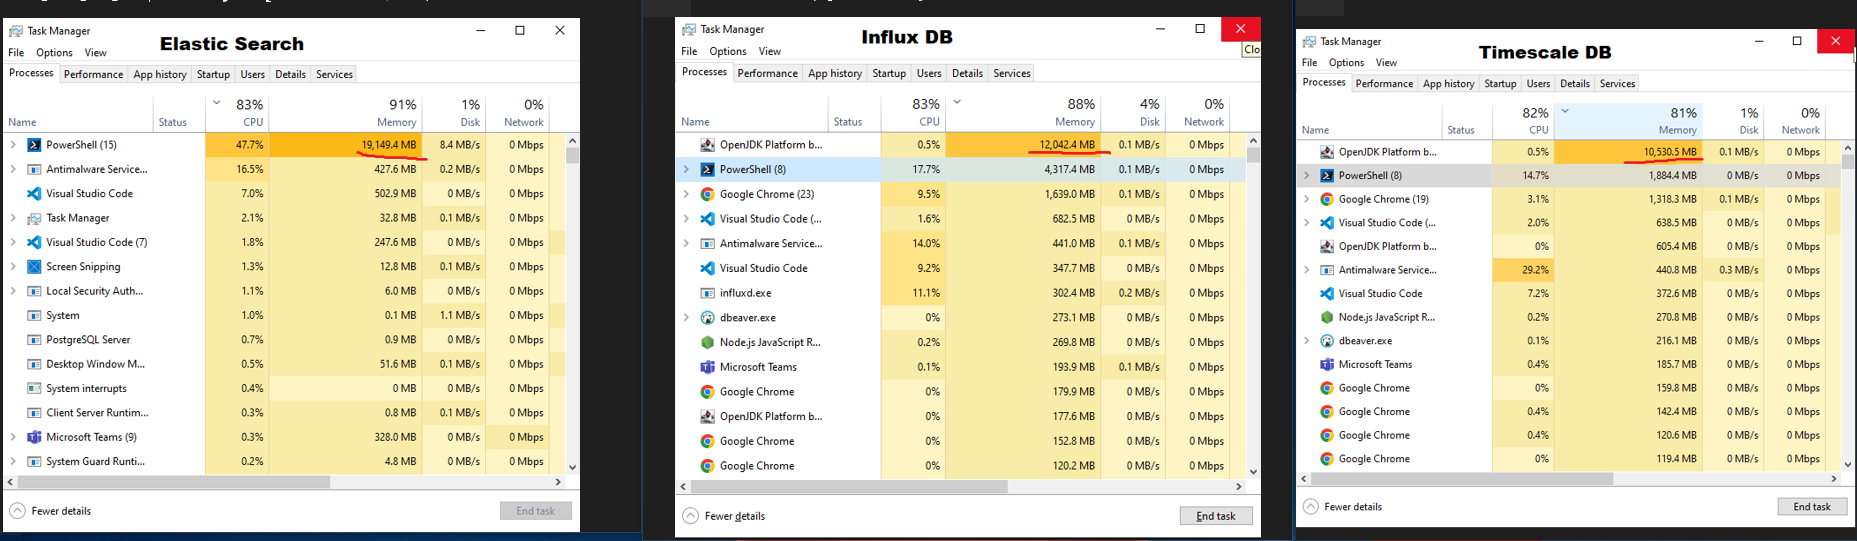 Elastic Search
Task Manager
File Options View
Processes Performance App history Startup Users Details Services
83% 91% 1% 0%
Name Status CPU Memory Disk Network
PowerShell (15) 47.7% 19,149.4 MB 8.4 MB/s 0 Mbps
Antimalware Service... 16.5% 427.6 MB 0.2 MB/s 0 Mbps
Visual Studio Code 7.0% 502.9 MB 0 MB/s 0 Mbps
Task Manager 2.1% 32.8 MB 0.1 MB/s 0 Mbps
Visual Studio Code (7) 1.8% 247.6 MB 0 MB/s 0 Mbps
Screen Snipping 1.3% 12.8 MB 0.1 MB/s 0 Mbps
Local Security Auth... 1.1% 6.0 MB 0 MB/s 0 Mbps
System 1.0% 0.1 MB 1.1 MB/s 0 Mbps
PostgreSQL Server 0.7% 0.9 MB 0 MB/s 0 Mbps
Desktop Window M... 0.5% 51.6 MB 0.1 MB/s 0 Mbps
System interrupts 0.4% 0 MB 0 MB/s 0 Mbps
Client Server Runtim... 0.3% 0.8 MB 0.1 MB/s 0 Mbps
Microsoft Teams (9) 0.3% 328.0 MB 0 MB/s 0 Mbps
System Guard Runti... 0.2% 4.8 MB 0 MB/s 0 Mbps
Fewer details End task
Influx DB
Task Manager
Clo
File Options View
Processes Performance App history Startup Users Details Services
83% 88% 4% 0%
Name Status CPU Memory Disk Network
OpenJDK Platform b... 0.5% 12,042.4 MB 0.1 MB/s 0 Mbps
PowerShell (8) 17.7% 4,317.4 MB 0.1 MB/s 0 Mbps
Google Chrome (23) 9.5% 1,639.0 MB 0.1 MB/s 0 Mbps
Visual Studio Code (... 1.6% 682.5 MB 0 MB/s 0 Mbps
Antimalware Service... 14.0% 441.0 MB 0.1 MB/s 0 Mbps
Visual Studio Code 9.2% 347.7 MB 0 MB/s 0 Mbps
influxd.exe 11.1% 302.4 MB 0.2 MB/s 0 Mbps
dbeaver.exe 0% 273.1 MB 0 MB/s 0 Mbps
Node.js JavaScript R... 0.2% 269.8 MB 0 MB/s 0 Mbps
Microsoft Teams 0.1% 193.9 MB 0.1 MB/s 0 Mbps
Google Chrome 0% 179.9 MB 0 MB/s 0 Mbps
OpenJDK Platform b... 0% 177.6 MB 0 MB/s 0 Mbps
Google Chrome 0% 152.8 MB 0 MB/s 0 Mbps
Google Chrome 0% 120.2 MB 0 MB/s 0 Mbps
Fewer details End task
Timescale DB
Task Manager
File Options View
Processes Performance App history Startup Users Details Services
82% 81% 1% 0%
Name Status CPU Memory Disk Network
OpenJDK Platform b... 0.5% 10,530.5 MB 0.1 MB/s 0 Mbps
PowerShell (8) 14.7% 1,884.4 MB 0.1 MB/s 0 Mbps
Google Chrome (19) 3.1% 1,318.3 MB 0.1 MB/s 0 Mbps
Visual Studio Code (... 2.0% 638.5 MB 0 MB/s 0 Mbps
OpenJDK Platform b... 0% 605.4 MB 0 MB/s 0 Mbps
Antimalware Service... 29.2% 440.8 MB 0.3 MB/s 0 Mbps
Visual Studio Code 7.2% 372.6 MB 0 MB/s 0 Mbps
Node.js JavaScript R... 0.2% 270.8 MB 0 MB/s 0 Mbps
dbeaver.exe 0.1% 216.1 MB 0 MB/s 0 Mbps
Microsoft Teams 0.4% 185.7 MB 0 MB/s 0 Mbps
Google Chrome 0% 159.8 MB 0 MB/s 0 Mbps
Google Chrome 0.4% 142.4 MB 0 MB/s 0 Mbps
Google Chrome 0.4% 120.6 MB 0 MB/s 0 Mbps
Google Chrome 0% 119.4 MB 0 MB/s 0 Mbps
Fewer details End task